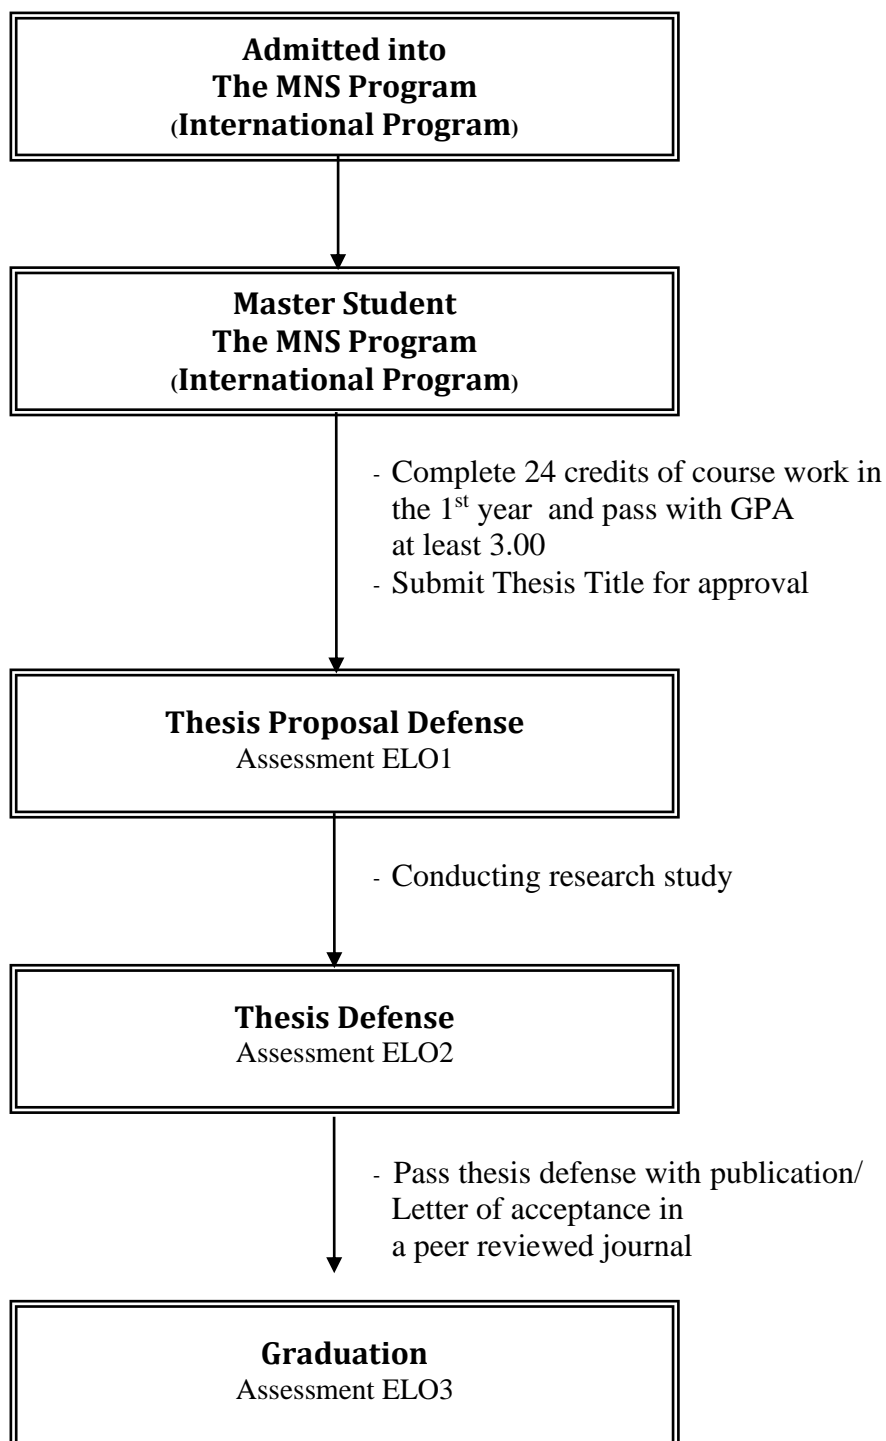 Admitted into
The MNS Program
(International Program)
Master Student
The MNS Program
(International Program)
- Complete 24 credits of course work in
the 1st year and pass with GPA
at least 3.00
- Submit Thesis Title for approval
Thesis Proposal Defense
Assessment ELO1
- Conducting research study
Thesis Defense
Assessment ELO2
- Pass thesis defense with publication/
Letter of acceptance in
a peer reviewed journal
Graduation
Assessment ELO3